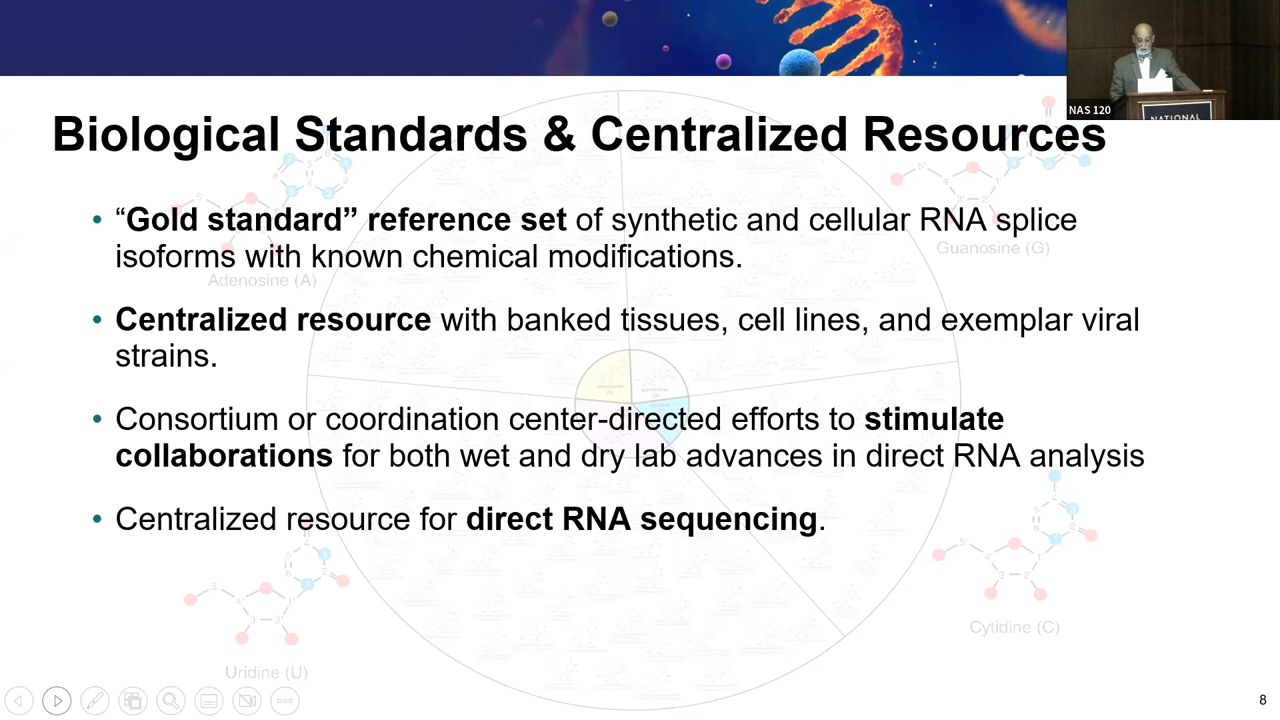 NAS 120
NATIONAL
Biological Standards & Centralized Resources
• “Gold standard” reference set of synthetic and cellular RNA splice
isoforms with known chemical modifications.
• Centralized resource with banked tissues, cell lines, and exemplar viral
strains.
• Consortium or coordination center-directed efforts to stimulate
collaborations for both wet and dry lab advances in direct RNA analysis
• Centralized resource for direct RNA sequencing.
Adenosine (A)
Guanosine (G)
Uridine (U)
Cytidine (C)
8